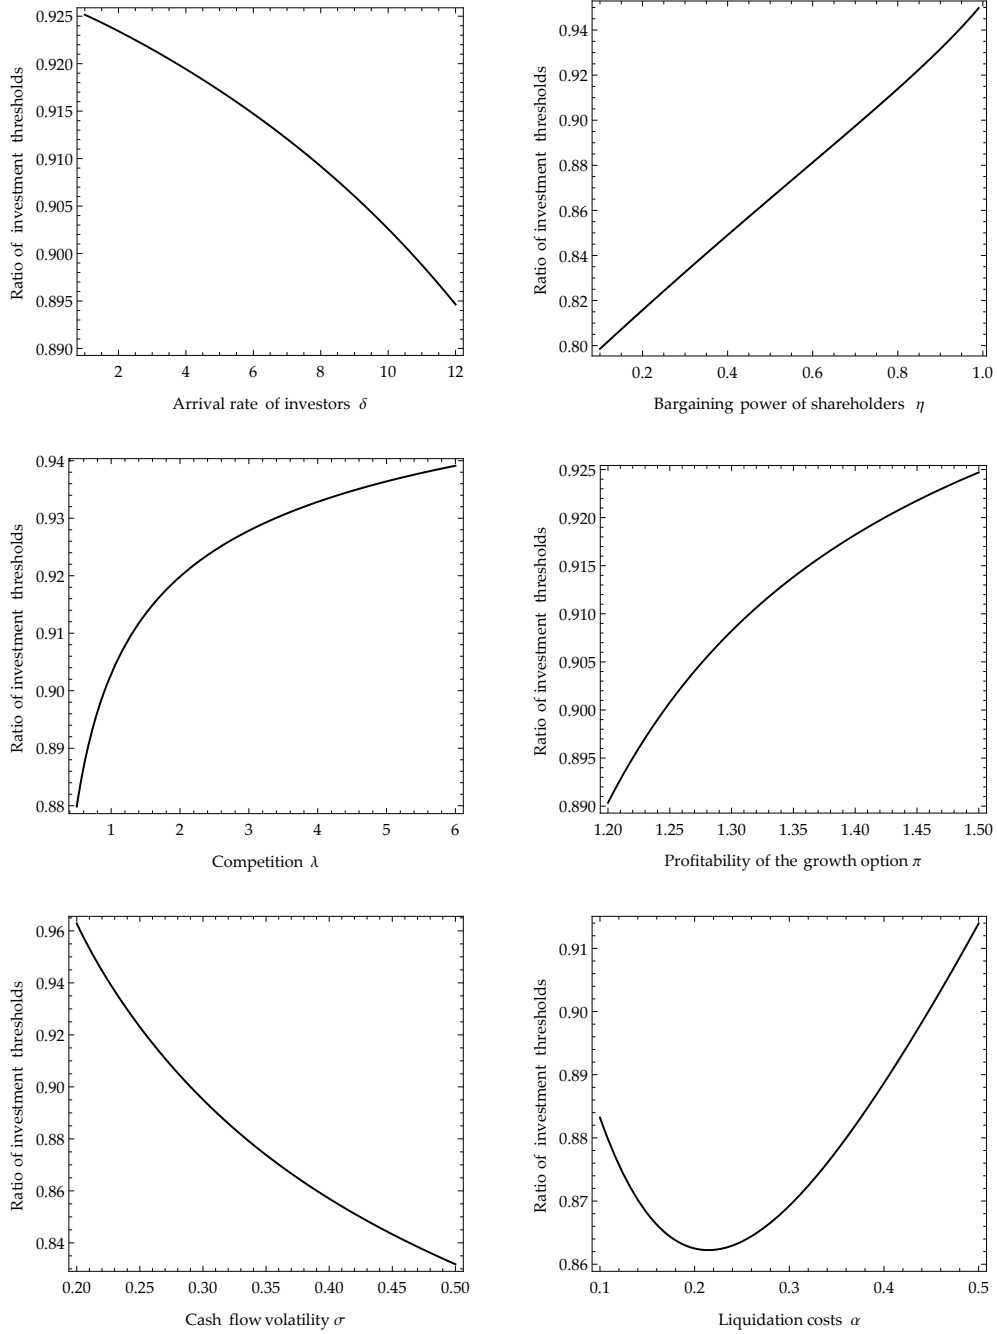 Ratio of investment thresholds
0.925
0.920
0.915
0.910
0.905
0.900
0.895
0.890
2 4 6 8 10 12
Arrival rate of investors δ
Ratio of investment thresholds
0.94
0.92
0.90
0.88
0.86
0.84
0.82
0.80
0.2 0.4 0.6 0.8 1.0
Bargaining power of shareholders η
Ratio of investment thresholds
0.94
0.93
0.92
0.91
0.90
0.89
0.88
1 2 3 4 5 6
Competition λ
Ratio of investment thresholds
0.925
0.920
0.915
0.910
0.905
0.900
0.895
0.890
1.20 1.25 1.30 1.35 1.40 1.45 1.50
Profitability of the growth option π
Ratio of investment thresholds
0.96
0.94
0.92
0.90
0.88
0.86
0.84
0.20 0.25 0.30 0.35 0.40 0.45 0.50
Cash flow volatility σ
Ratio of investment thresholds
0.91
0.90
0.89
0.88
0.87
0.86
0.1 0.2 0.3 0.4 0.5
Liquidation costs α